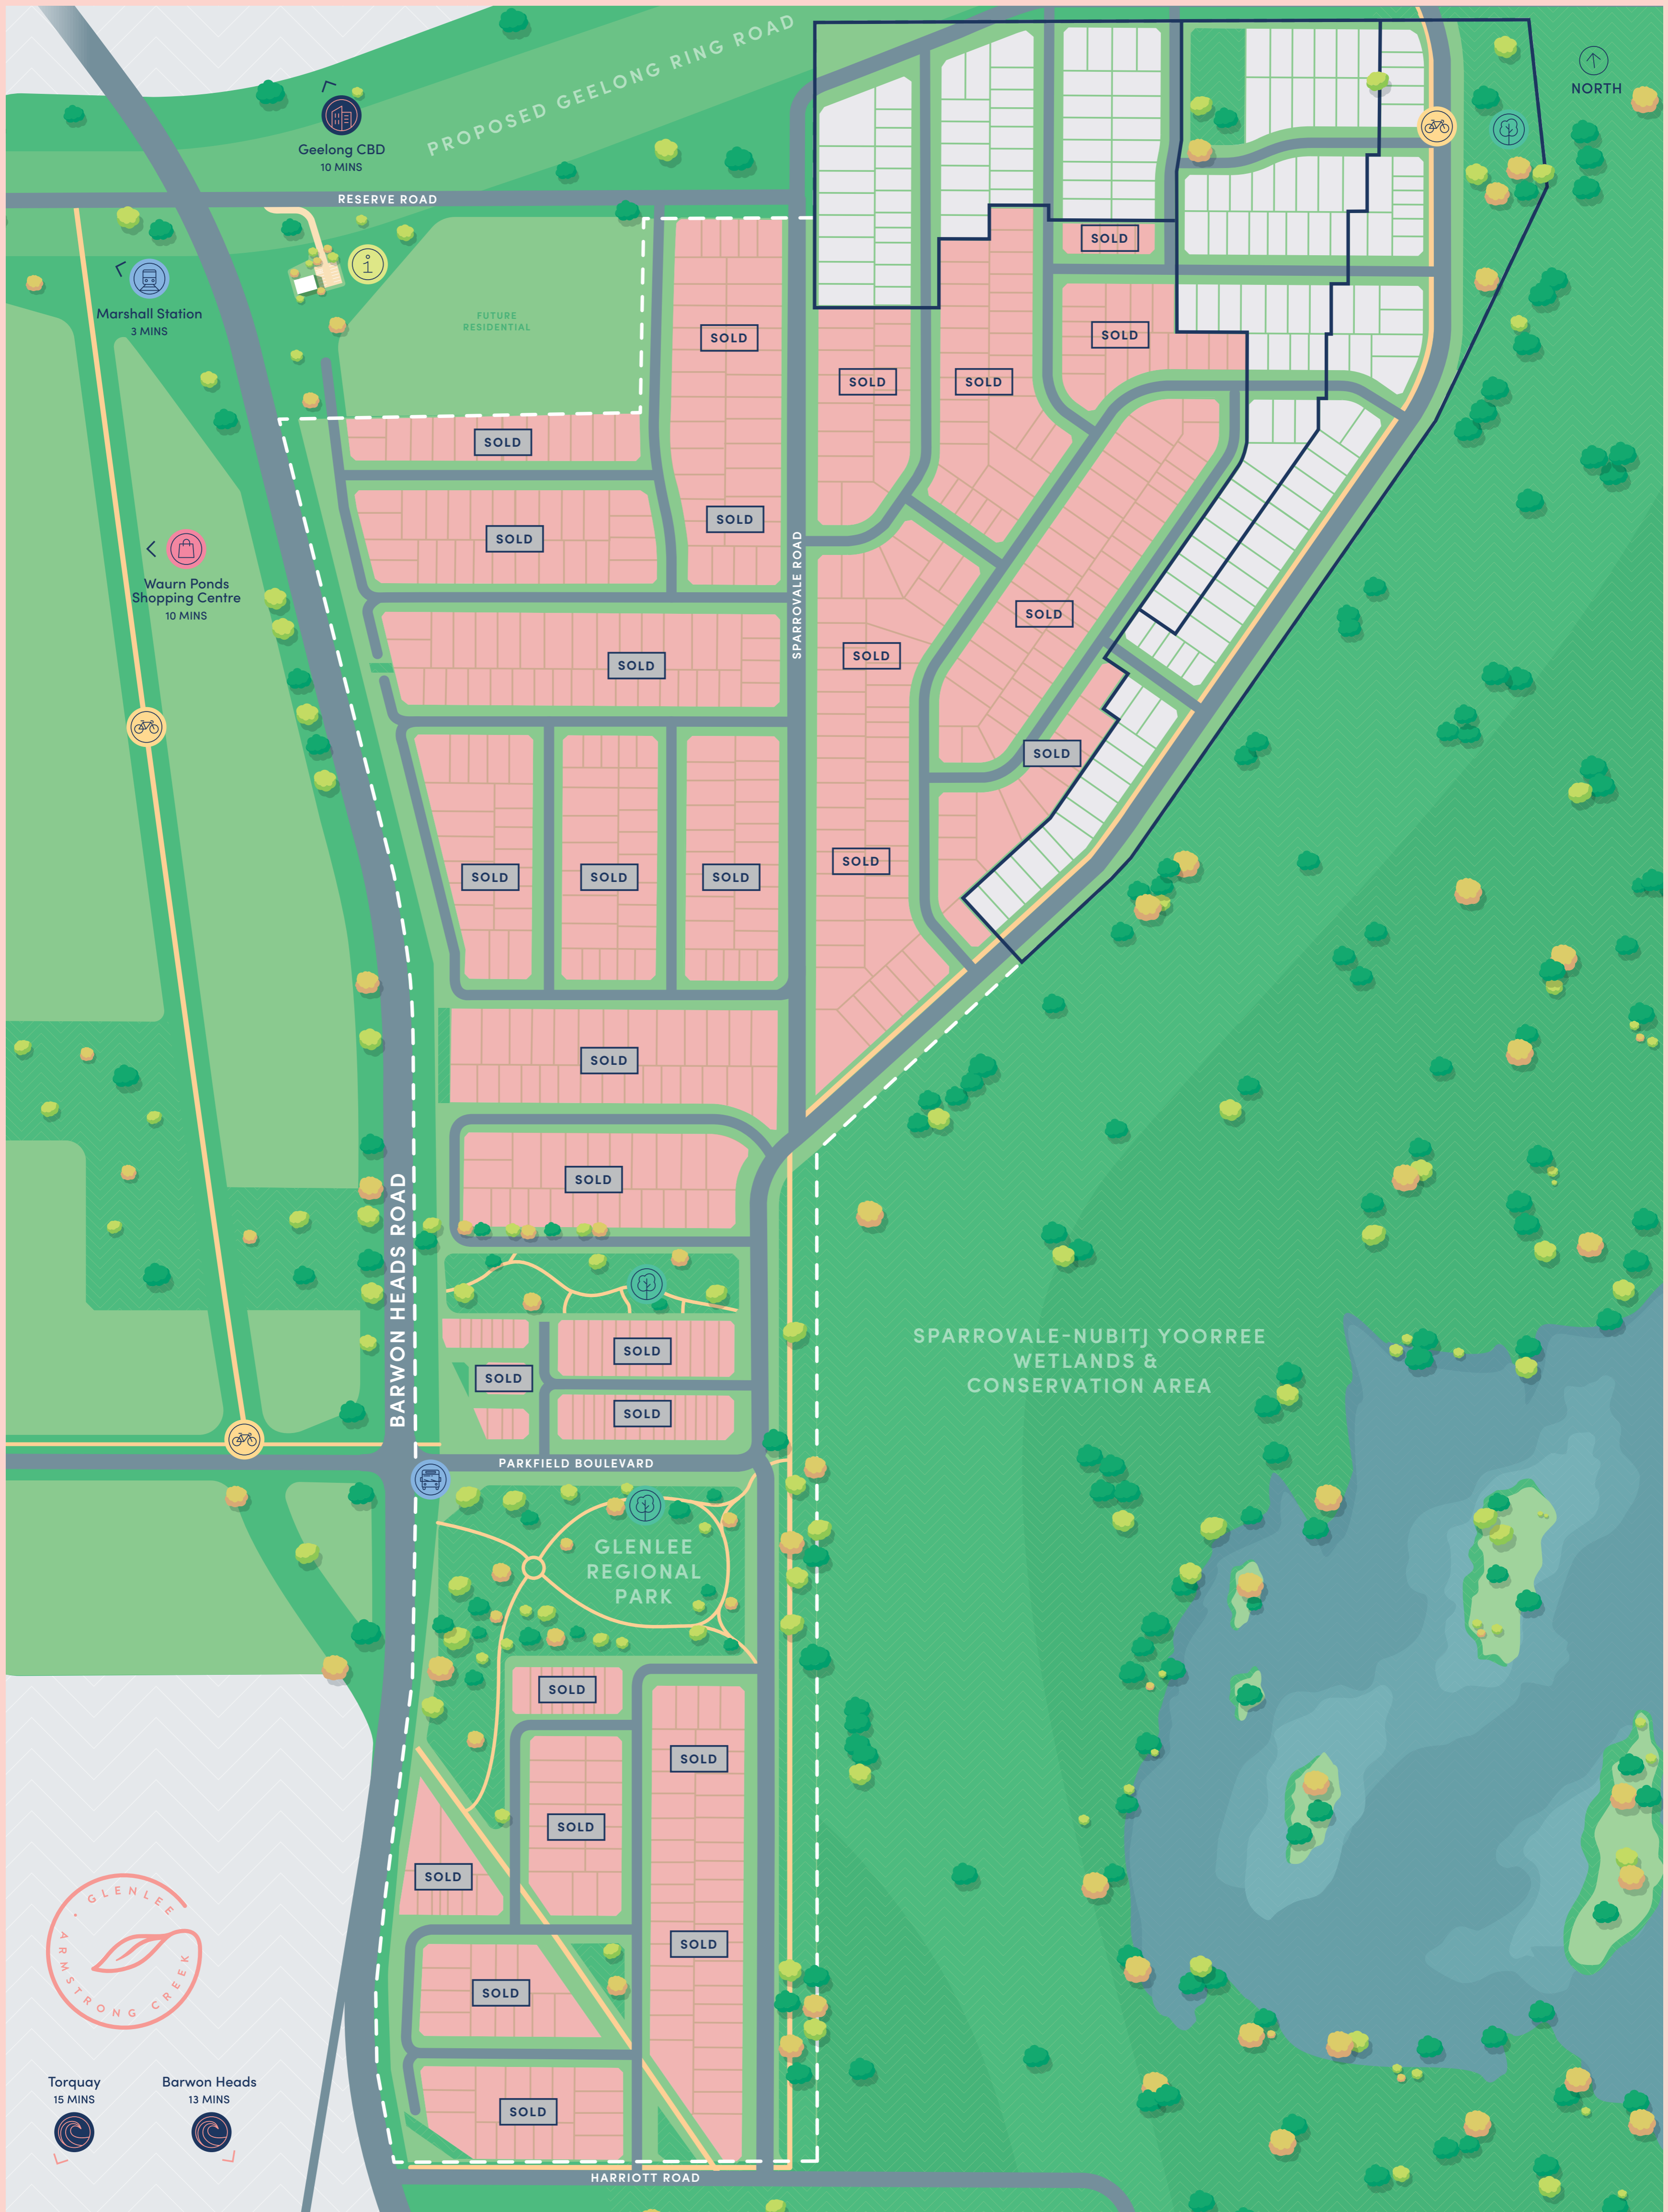 PROPOSED GEELONG RING ROAD
NORTH
Geelong CBD
10 MINS
RESERVE ROAD
Marshall Station
3 MINS
FUTURE
RESIDENTIAL
SOLD
SOLD
SOLD
SOLD
SOLD
SOLD
SOLD
SOLD
Waurn Ponds
Shopping Centre
10 MINS
SPARROVALE ROAD
SOLD
SOLD
SOLD
SOLD
SOLD
SOLD
SOLD
SOLD
SOLD
SOLD
SOLD
BARWON HEADS ROAD
SPARROVALE-NUBITJ YOORREE
WETLANDS &
CONSERVATION AREA
SOLD
SOLD
SOLD
PARKFIELD BOULEVARD
GLENLEE
REGIONAL
PARK
SOLD
SOLD
SOLD
SOLD
SOLD
SOLD
SOLD
• GLENLEE
ARMSTRONG CREEK
Torquay
15 MINS
Barwon Heads
13 MINS
HARRIOTT ROAD